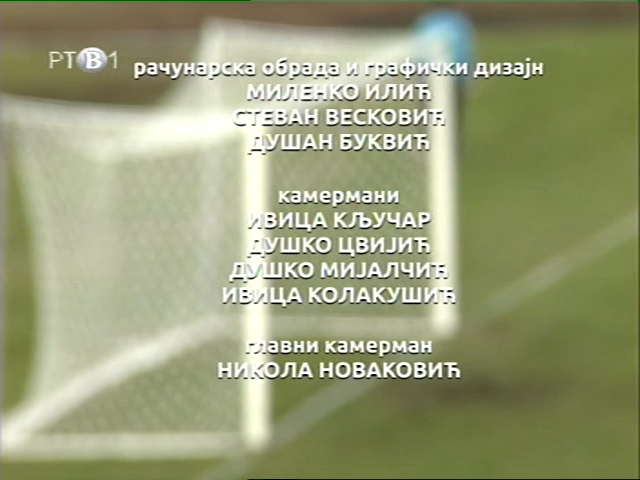 РТВ1
рачунарска обрада и графички дизајн
МИЛЕНКО ИЛИЋ
СТЕВАН ВЕСКОВИЋ
ДУШАН БУКВИЋ
камермани
ИВИЦА КЉУЧАР
ДУШКО ЦВИЈИЋ
ДУШКО МИЈАЛЧИЋ
ИВИЦА КОЛАКУШИЋ
главни камерман
НИКОЛА НОВАКОВИЋ